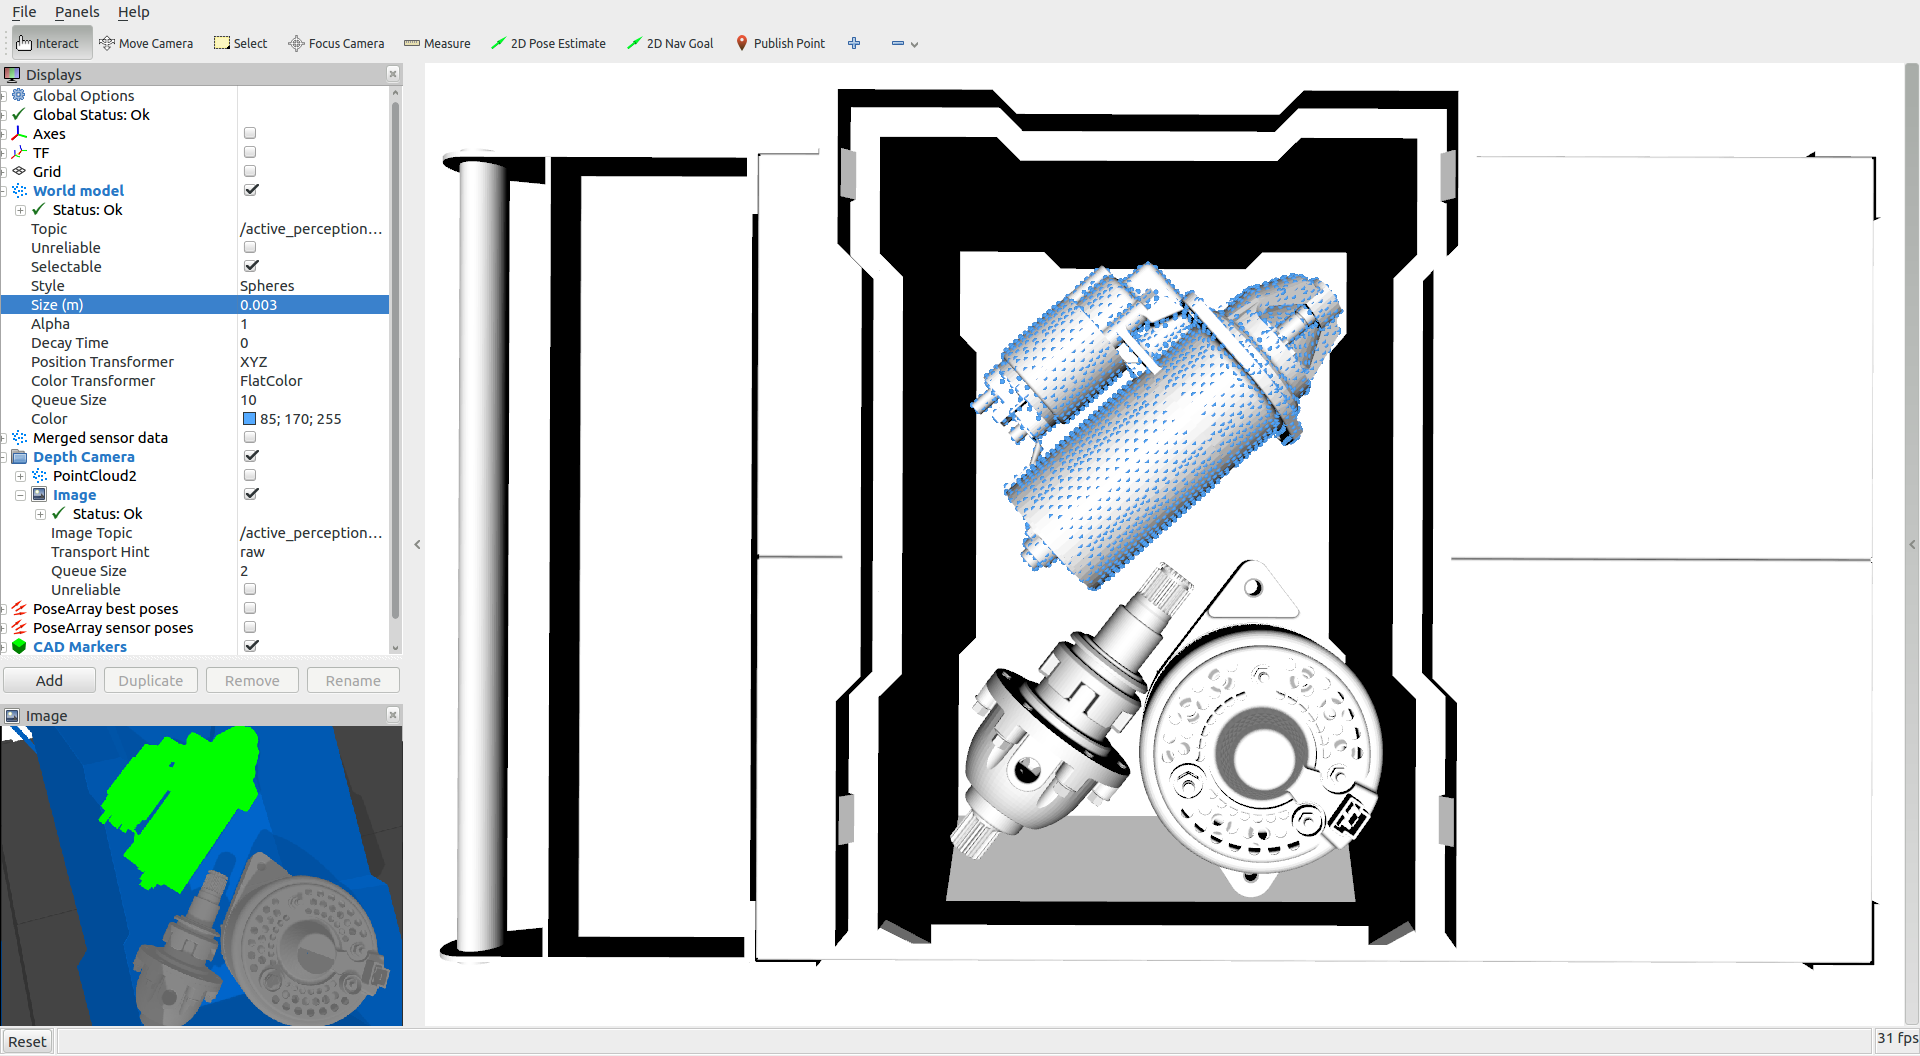 File Panels Help
Interact Move Camera Select Focus Camera Measure 2D Pose Estimate 2D Nav Goal Publish Point
Displays
Global Options
Global Status: Ok
Axes
TF
Grid
World model
Status: Ok
Topic /active_perception...
Unreliable
Selectable
Style Spheres
Size (m) 0.003
Alpha 1
Decay Time 0
Position Transformer XYZ
Color Transformer FlatColor
Queue Size 10
Color 85; 170; 255
Merged sensor data
Depth Camera
PointCloud2
Image
Status: Ok
Image Topic /active_perception...
Transport Hint raw
Queue Size 2
Unreliable
PoseArray best poses
PoseArray sensor poses
CAD Markers
Add Duplicate Remove Rename
Image
Reset
31 fps